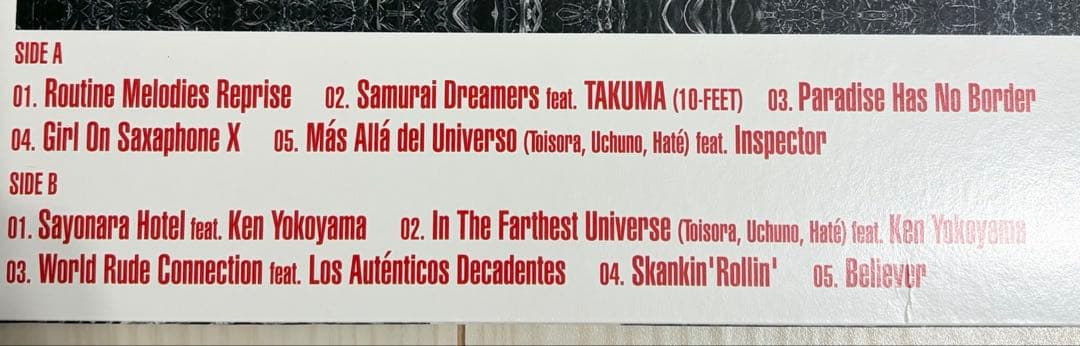 SIDE A
01. Routine Melodies Reprise 02. Samurai Dreamers feat. TAKUMA (10-FEET) 03. Paradise Has No Border
04. Girl On Saxaphone X 05. Más Allá del Universo (Toisora, Uchuno, Haté) feat. Inspector
SIDE B
01. Sayonara Hotel feat. Ken Yokoyama 02. In The Farthest Universe (Toisora, Uchuno, Haté) feat. Ken Yokoyama
03. World Rude Connection feat. Los Auténticos Decadentes 04. Skankin'Rollin' 05. Believer